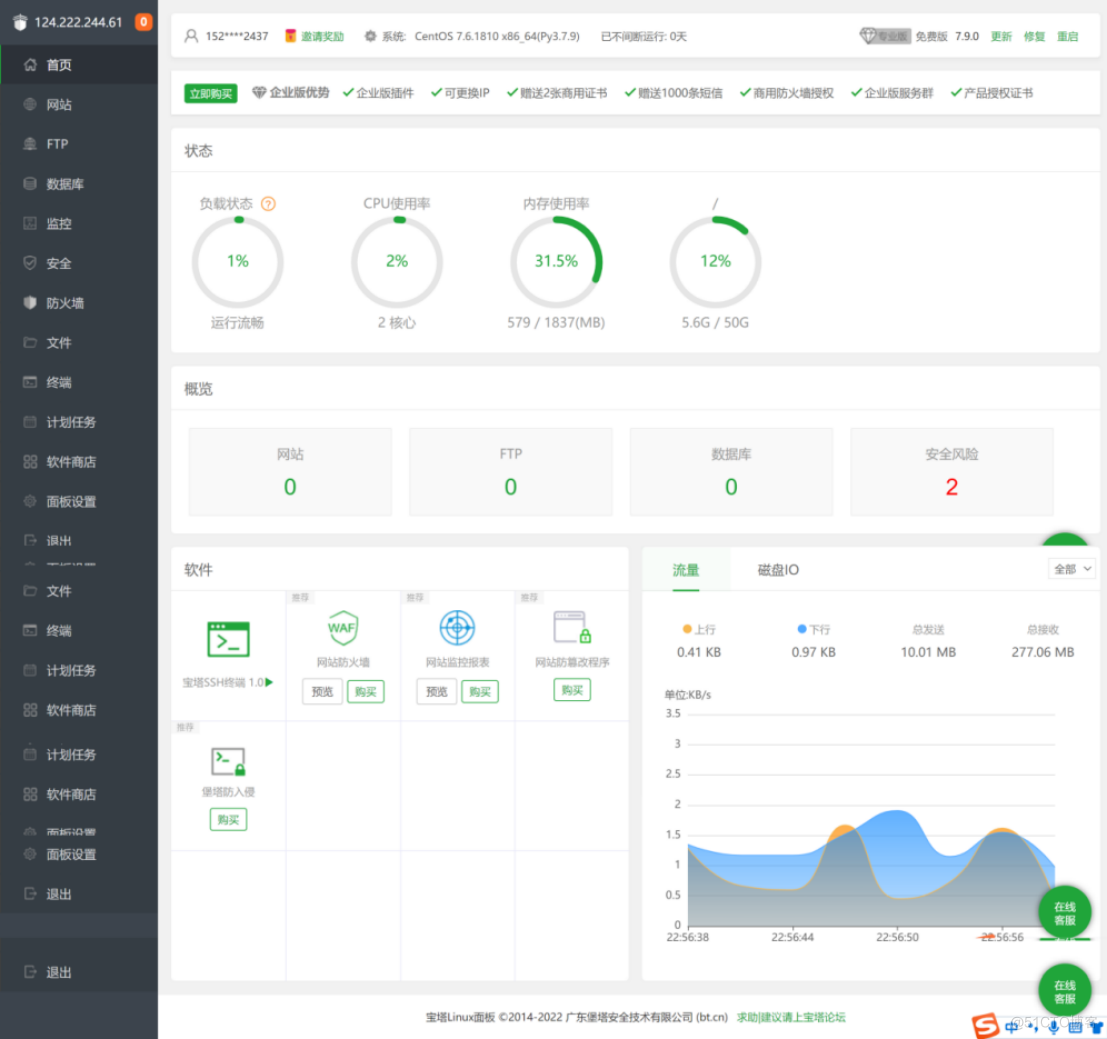 124.222.244.61 0
首页
网站
FTP
数据库
监控
安全
防火墙
文件
终端
计划任务
软件商店
面板设置
退出
面板设置
文件
终端
计划任务
软件商店
计划任务
软件商店
面板设置
面板设置
退出
退出
152****2437 邀请奖励 系统: CentOS 7.6.1810 x86_64(Py3.7.9) 已不间断运行: 0天 专业版 免费版 7.9.0 更新 修复 重启
立即购买 企业版优势 企业版插件 可更换IP 赠送2张商用证书 赠送1000条短信 商用防火墙授权 企业版服务群 产品授权证书
状态
负载状态 ? CPU使用率 内存使用率 /
1% 2% 31.5% 12%
运行流畅 2 核心 579 / 1837(MB) 5.6G / 50G
概览
网站 FTP 数据库 安全风险
0 0 0 2
软件
宝塔SSH终端 1.0
推荐
WAF
网站防火墙
预览 购买
推荐
网站监控报表
预览 购买
推荐
网站防篡改程序
购买
推荐
堡塔防入侵
购买
流量 磁盘IO 全部
上行 下行 总发送 总接收
0.41 KB 0.97 KB 10.01 MB 277.06 MB
单位:KB/s
3.5
3
2.5
2
1.5
1
0.5
0
22:56:38 22:56:44 22:56:50 22:56:56
在线
客服
在线
客服
宝塔Linux面板 ©2014-2022 广东堡塔安全技术有限公司 (bt.cn) 求助|建议请上宝塔论坛
中
@51CTO博客